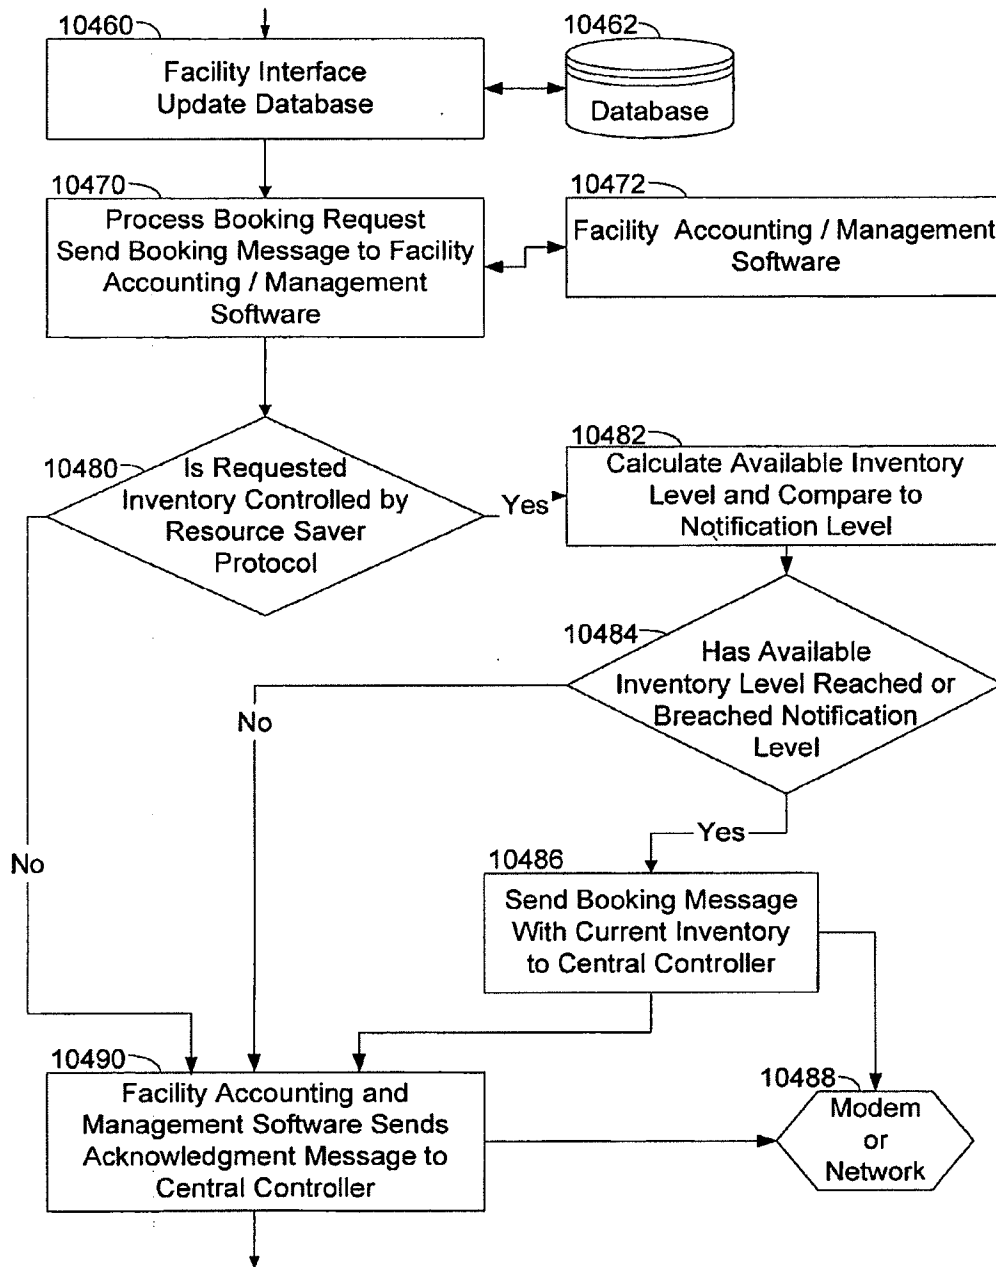 10460
Facility Interface
Update Database
10462
Database
10470
Process Booking Request
Send Booking Message to Facility
Accounting / Management
Software
10472
Facility Accounting / Management
Software
10480
Is Requested
Inventory Controlled by
Resource Saver
Protocol
Yes
10482
Calculate Available Inventory
Level and Compare to
Notification Level
10484
Has Available
Inventory Level Reached or
Breached Notification
Level
No
Yes
No
10486
Send Booking Message
With Current Inventory
to Central Controller
10490
Facility Accounting and
Management Software Sends
Acknowledgment Message to
Central Controller
10488
Modem
or
Network